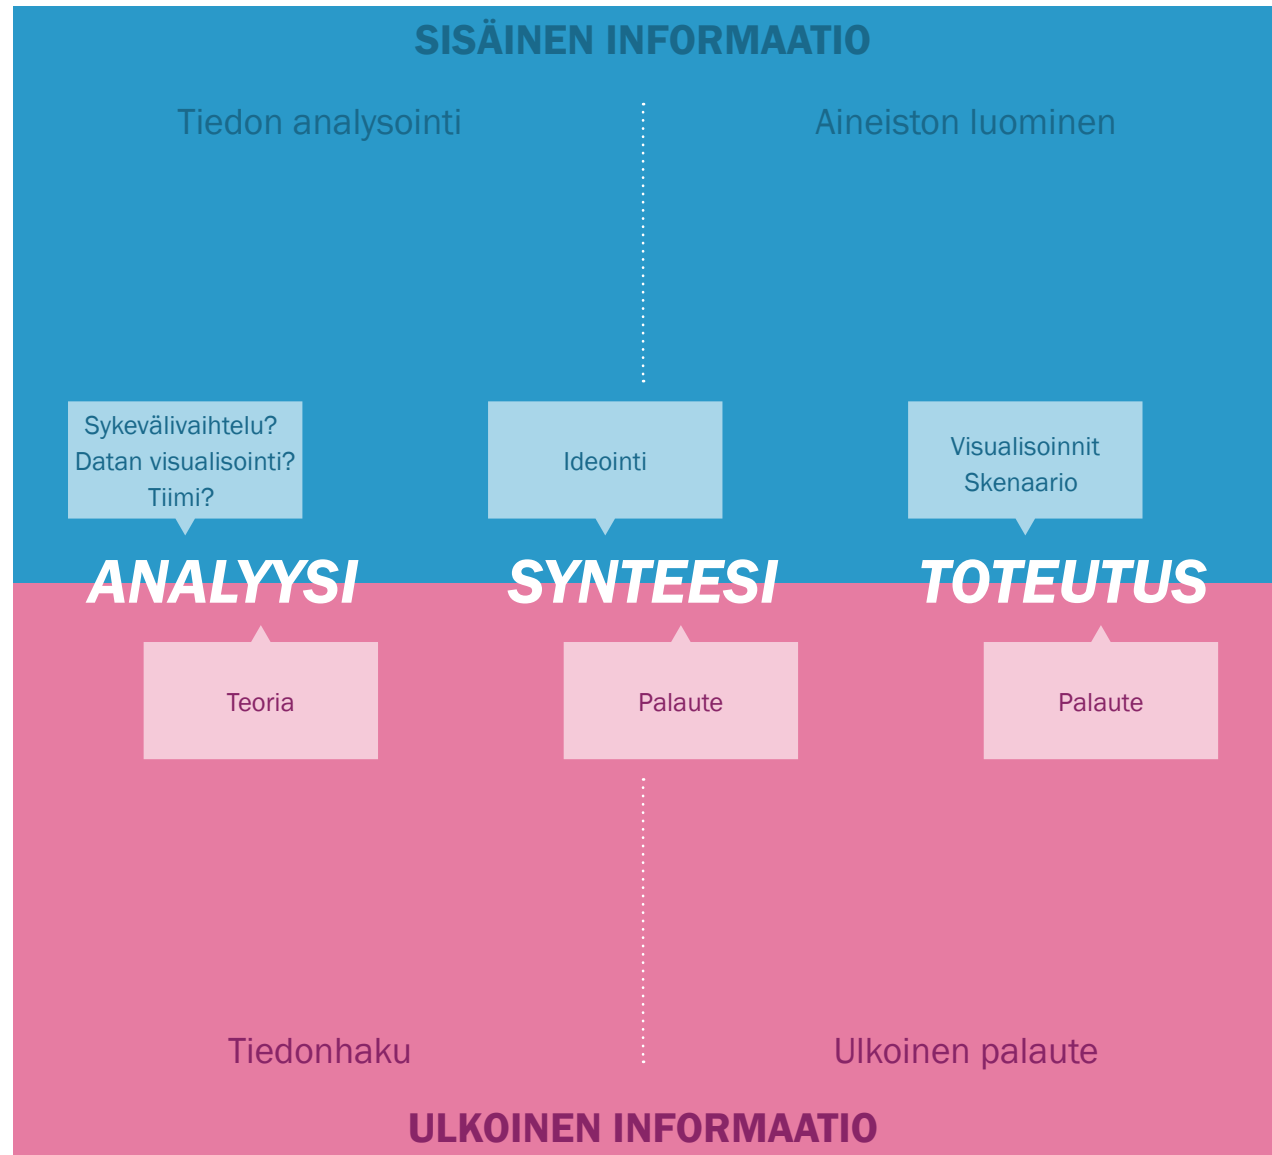 SISÄINEN INFORMAATIO
Tiedon analysointi
Aineiston luominen
Sykevälivaihtelu?
Datan visualisointi?
Tiimi?
Ideointi
Visualisoinnit
Skenaario
ANALYYSI
SYNTEESI
TOTEUTUS
Teoria
Palaute
Palaute
Tiedonhaku
Ulkoinen palaute
ULKOINEN INFORMAATIO